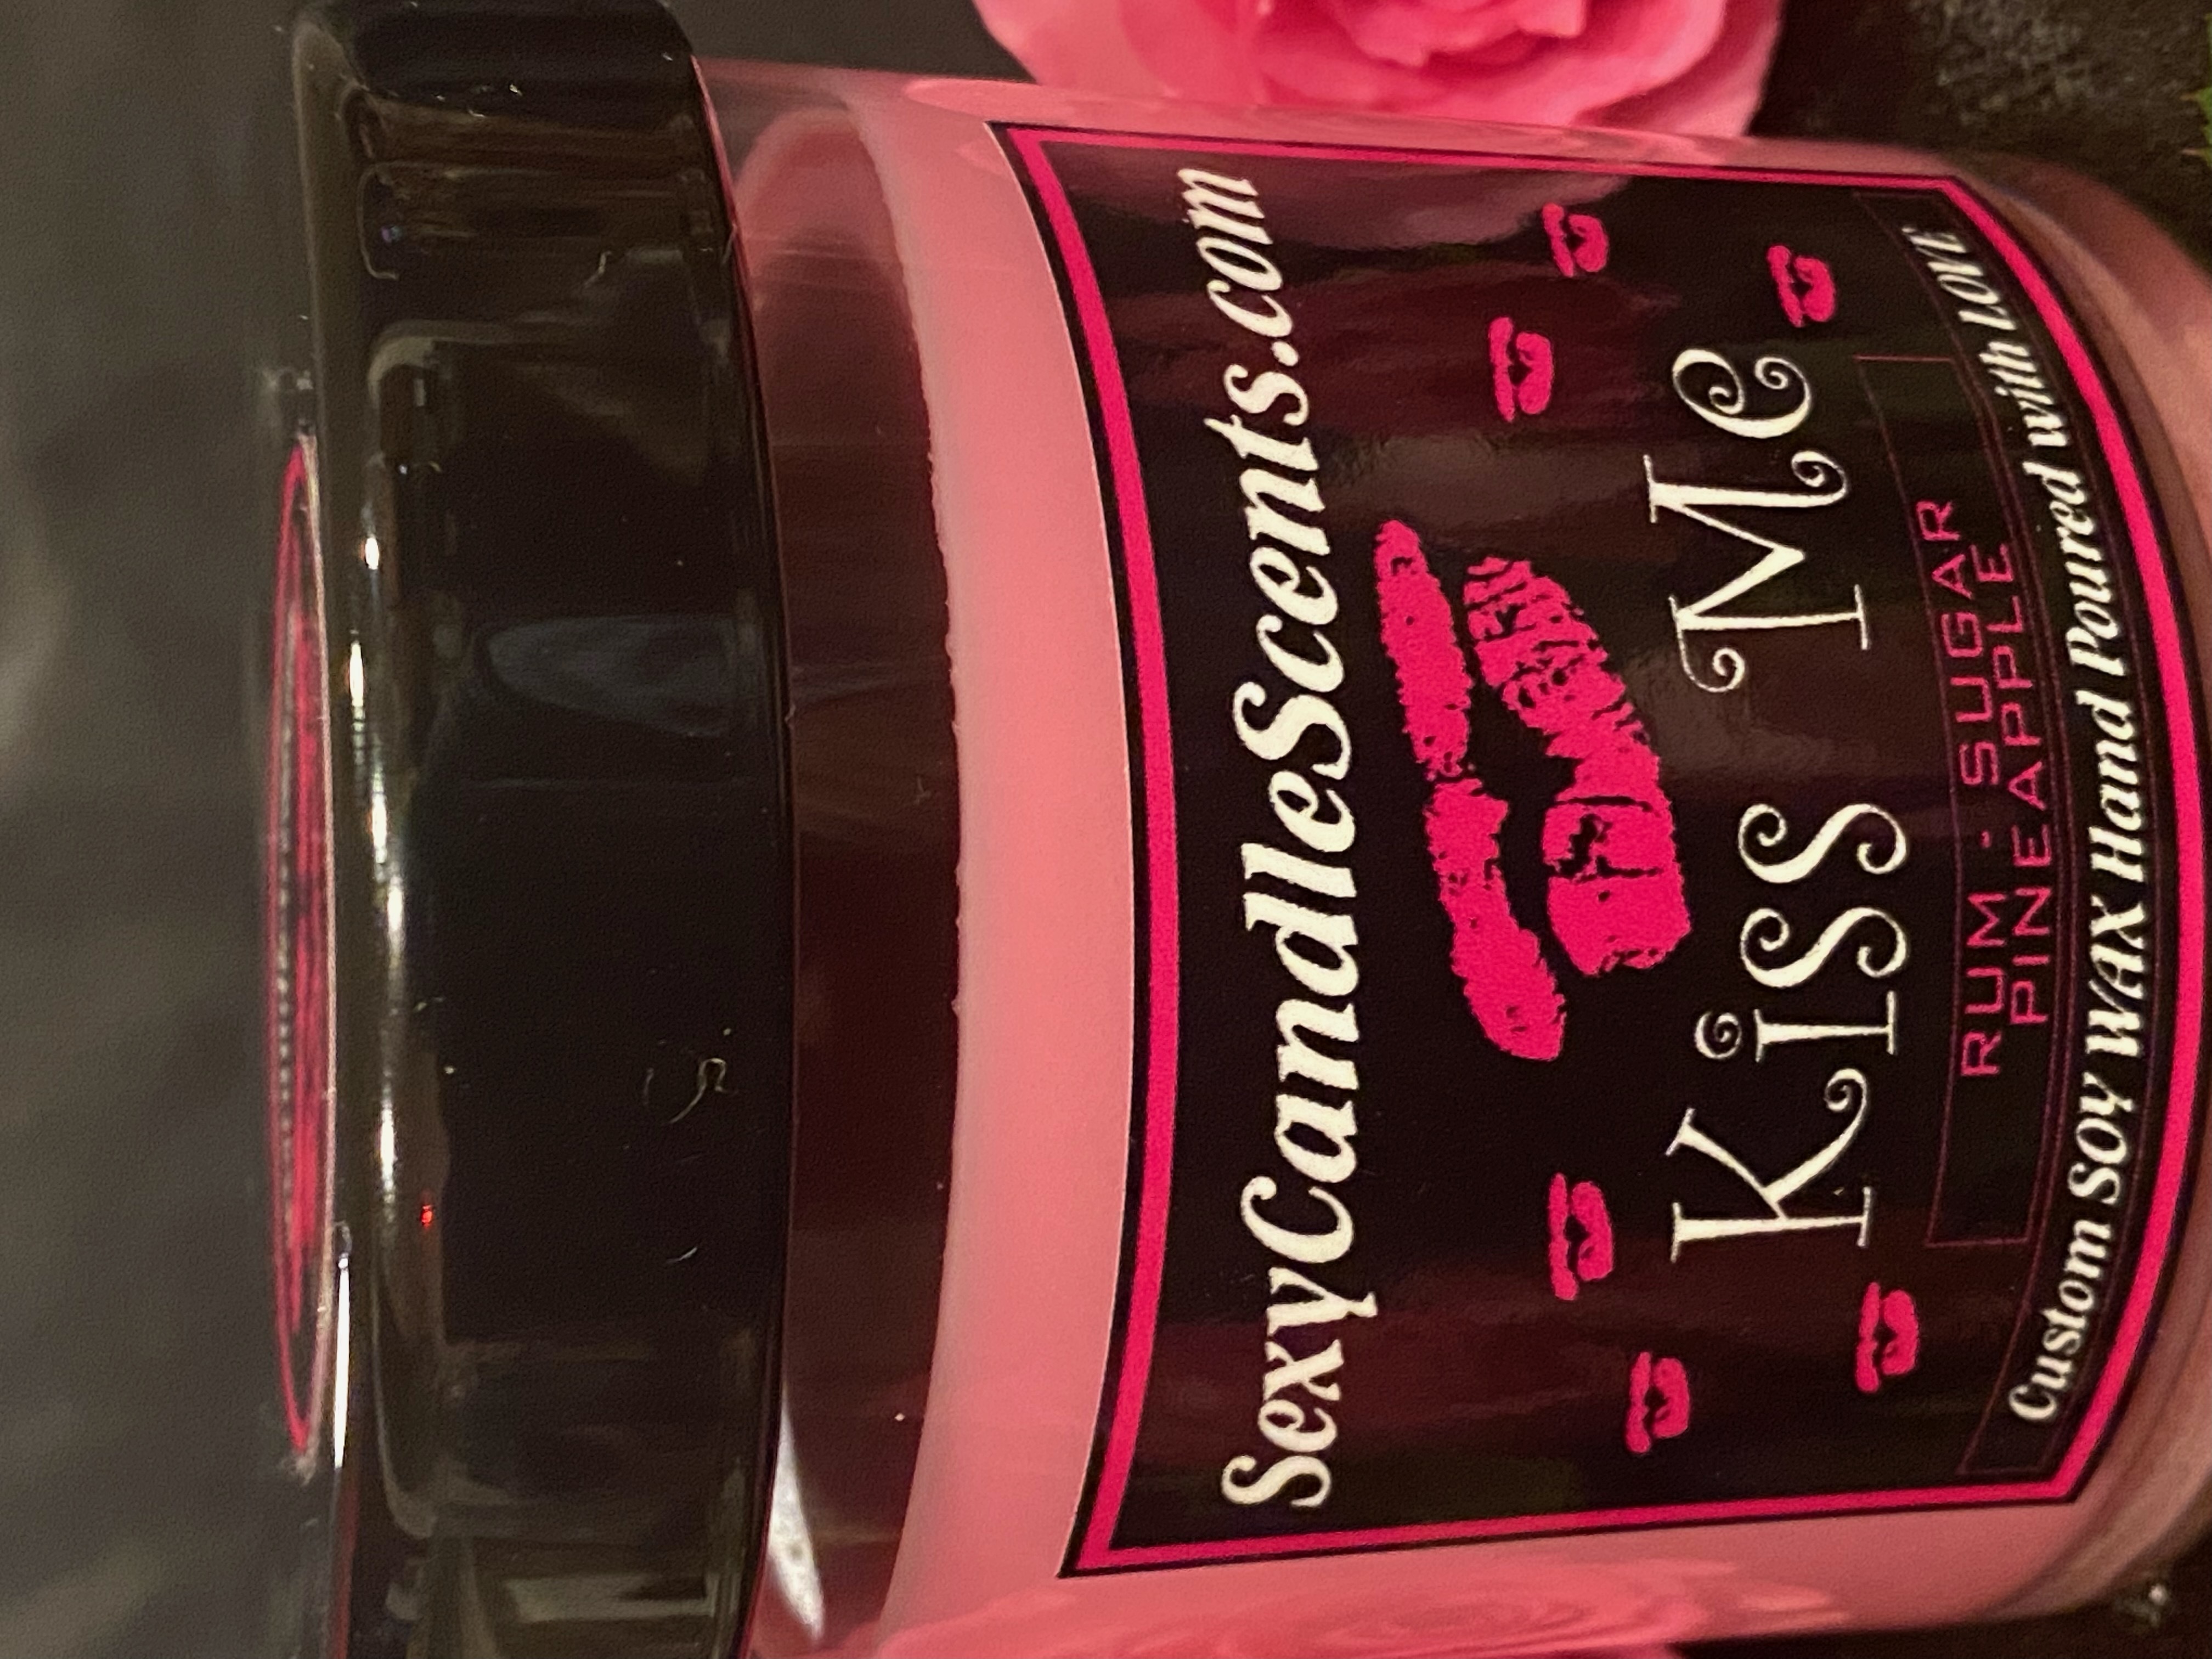 SexyCandleScents.com
Kiss Me
RUM - SUGAR
PINEAPPLE
Custom SOY WAX Hand Poured with LOVE